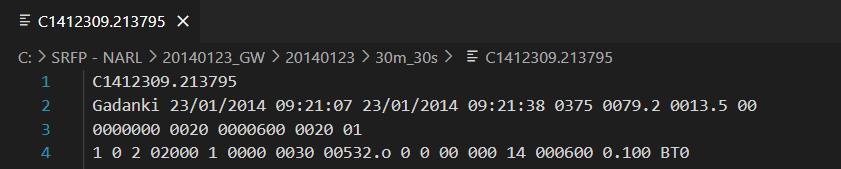 C1412309.213795 ×
C: > SRFP - NARL > 20140123_GW > 20140123 > 30m_30s > C1412309.213795
1 C1412309.213795
2 Gadanki 23/01/2014 09:21:07 23/01/2014 09:21:38 0375 0079.2 0013.5 00
3 0000000 0020 0000600 0020 01
4 1 0 2 02000 1 0000 0030 00532.o 0 0 00 000 14 000600 0.100 BT0